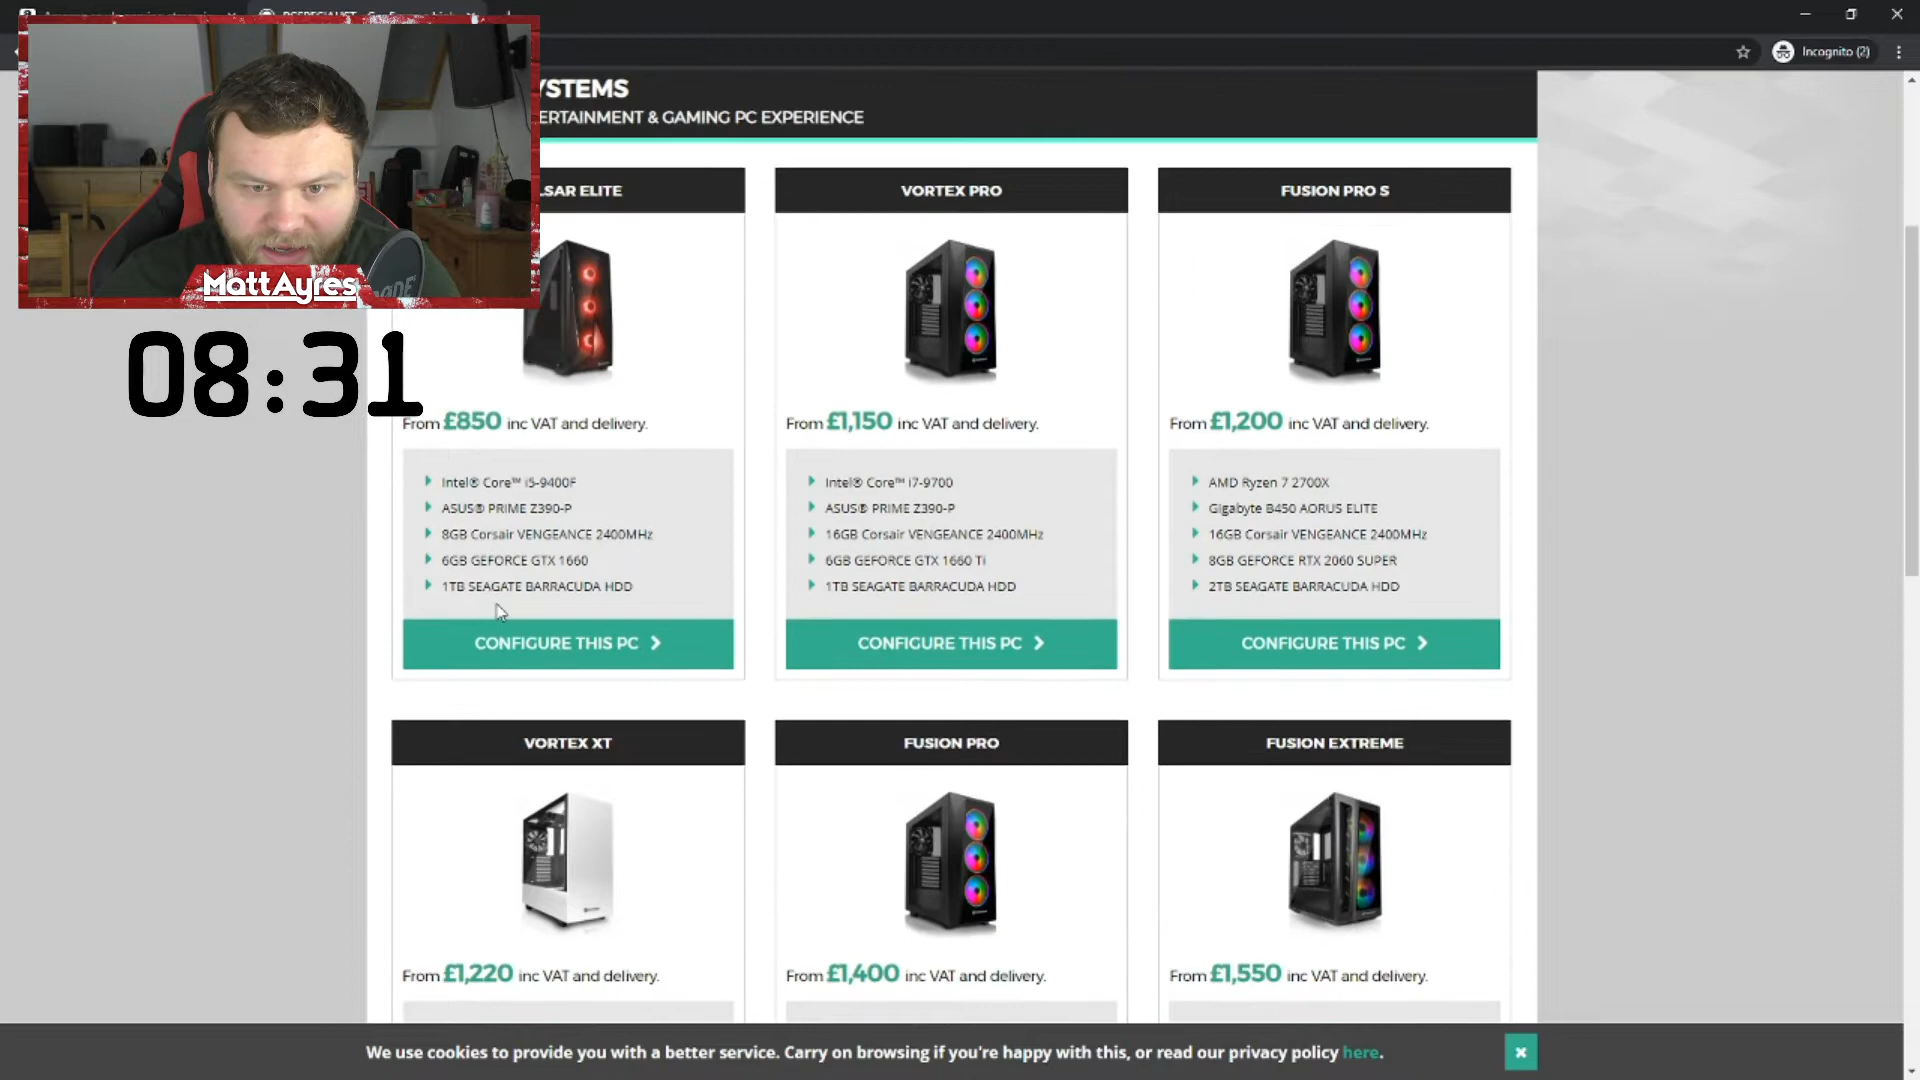 Incognito (2)
YSTEMS
ERTAINMENT & GAMING PC EXPERIENCE
MattAyres
08:31
LSAR ELITE
From £850 inc VAT and delivery.
Intel® Core™ i5-9400F
ASUS® PRIME Z390-P
8GB Corsair VENGEANCE 2400MHz
6GB GEFORCE GTX 1660
1TB SEAGATE BARRACUDA HDD
CONFIGURE THIS PC
VORTEX PRO
From £1,150 inc VAT and delivery.
Intel® Core™ i7-9700
ASUS® PRIME Z390-P
16GB Corsair VENGEANCE 2400MHz
6GB GEFORCE GTX 1660 Ti
1TB SEAGATE BARRACUDA HDD
CONFIGURE THIS PC
FUSION PRO S
From £1,200 inc VAT and delivery.
AMD Ryzen 7 2700X
Gigabyte B450 AORUS ELITE
16GB Corsair VENGEANCE 2400MHz
8GB GEFORCE RTX 2060 SUPER
2TB SEAGATE BARRACUDA HDD
CONFIGURE THIS PC
VORTEX XT
From £1,220 inc VAT and delivery.
FUSION PRO
From £1,400 inc VAT and delivery.
FUSION EXTREME
From £1,550 inc VAT and delivery.
We use cookies to provide you with a better service. Carry on browsing if you're happy with this, or read our privacy policy here.